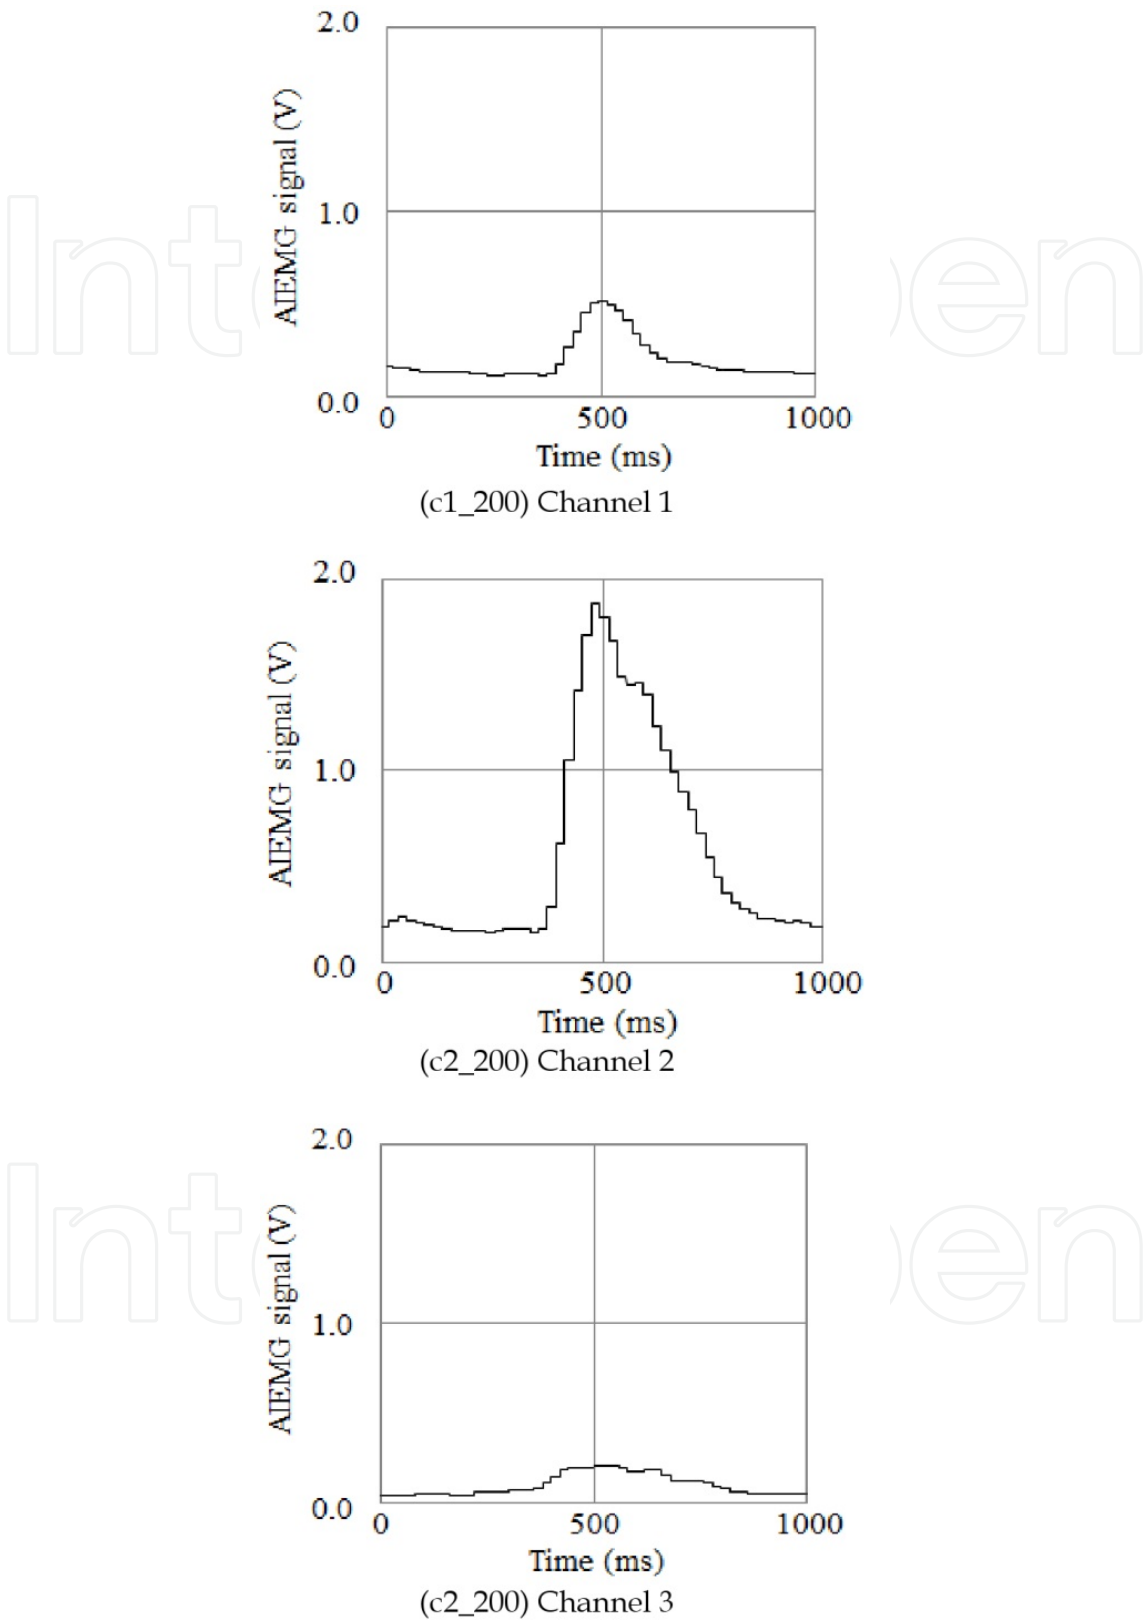 2.0
AIEMG signal (V)
1.0
0.0
0 500 1000
Time (ms)
(c1_200) Channel 1
2.0
AIEMG signal (V)
1.0
0.0
0 500 1000
Time (ms)
(c2_200) Channel 2
2.0
AIEMG signal (V)
1.0
0.0
0 500 1000
Time (ms)
(c2_200) Channel 3